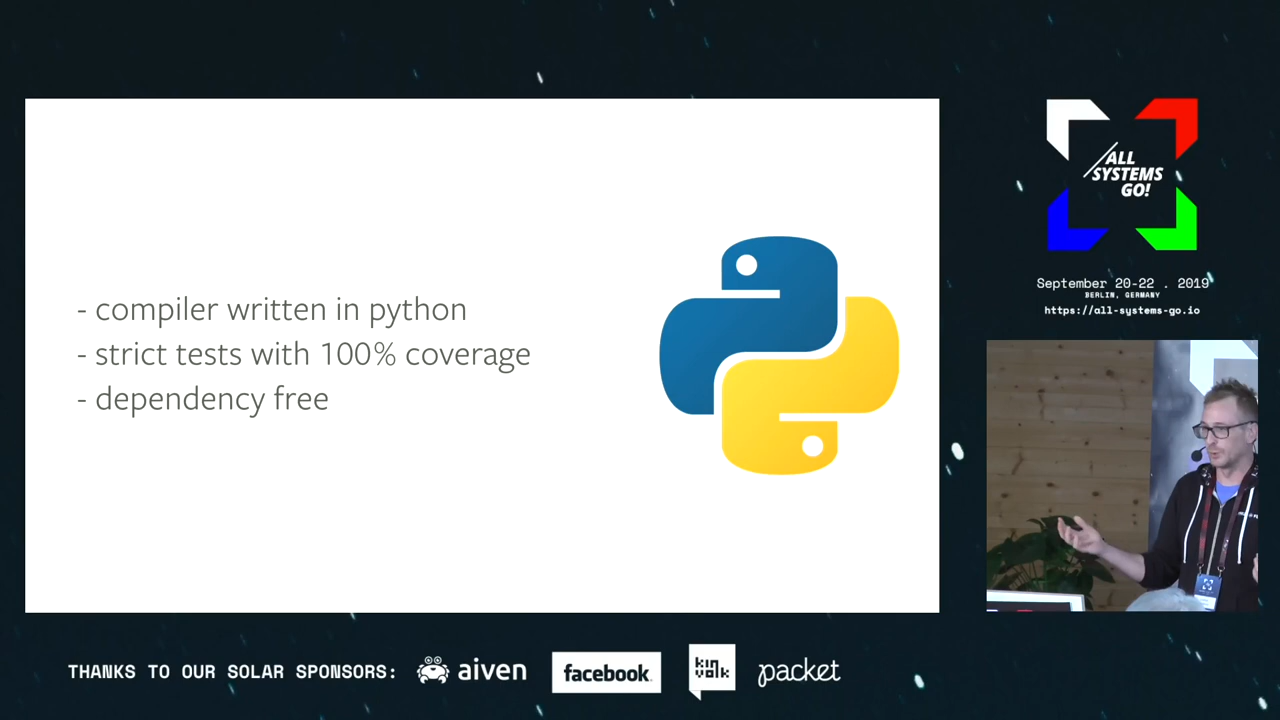 - compiler written in python
- strict tests with 100% coverage
- dependency free
/ALL
SYSTEMS
GO!
September 20-22 . 2019
BERLIN, GERMANY
https://all-systems-go.io
THANKS TO OUR SOLAR SPONSORS:
aiven
facebook.
kinvolk
packet